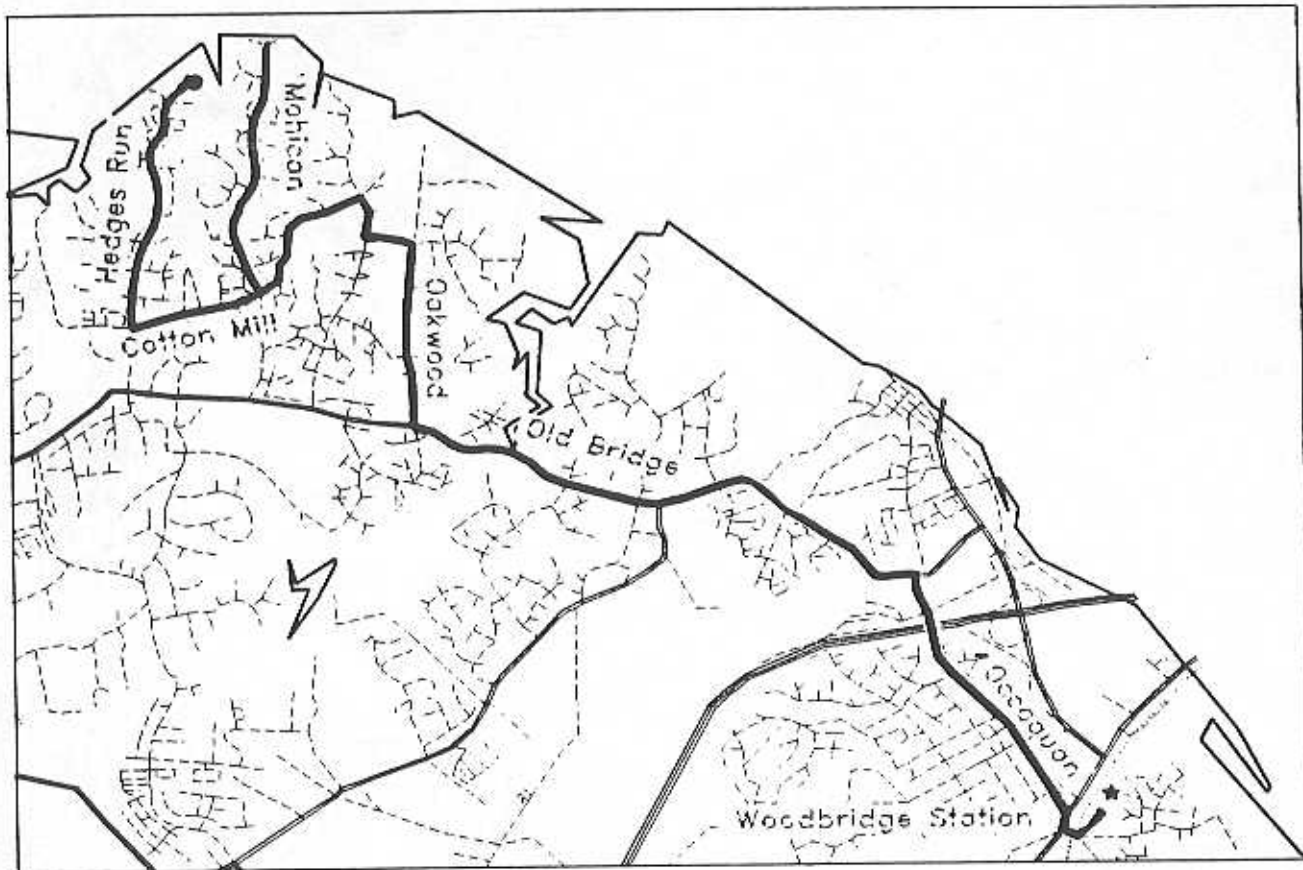 Hedges Run
Mohican
Cotton Mill
Oakwood
Old Bridge
Occoquan
Woodbridge Station